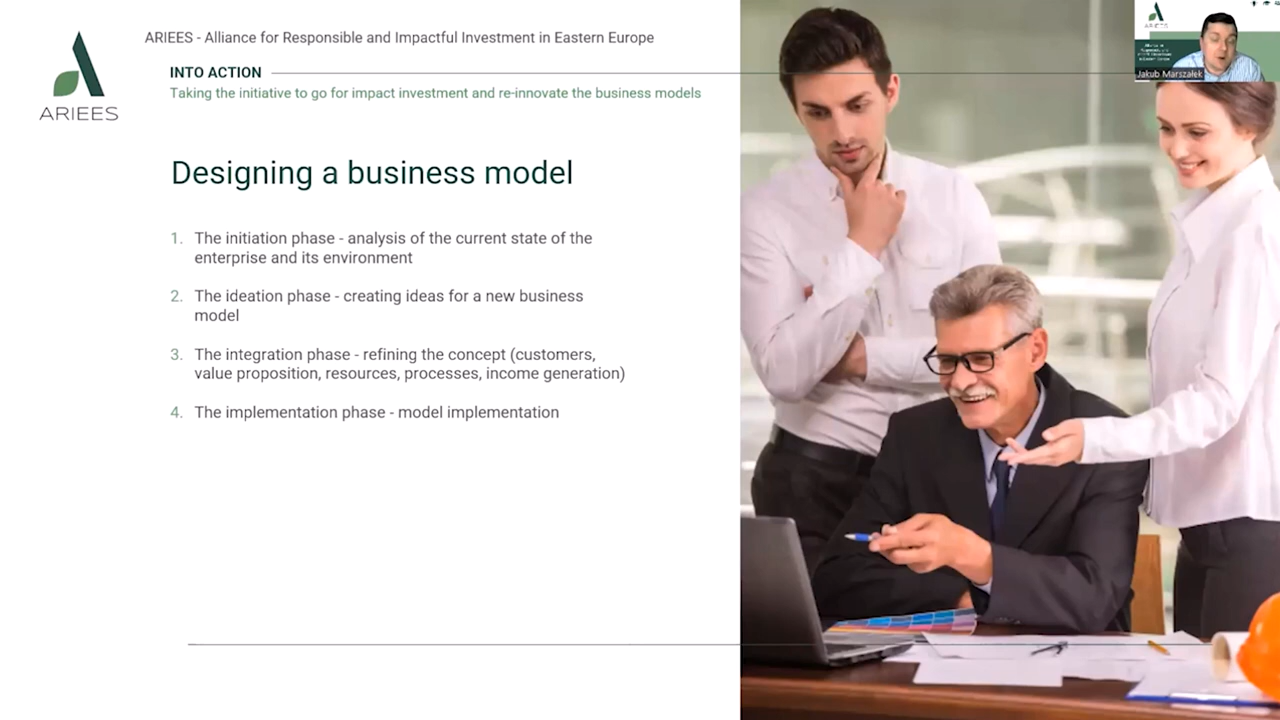 ARIEES - Alliance for Responsible and Impactful Investment in Eastern Europe
INTO ACTION
Taking the initiative to go for impact investment and re-innovate the business models
ARIEES
Designing a business model
1. The initiation phase - analysis of the current state of the
enterprise and its environment
2. The ideation phase - creating ideas for a new business
model
3. The integration phase - refining the concept (customers,
value proposition, resources, processes, income generation)
4. The implementation phase - model implementation
ARIEES
Jakub Marszałek